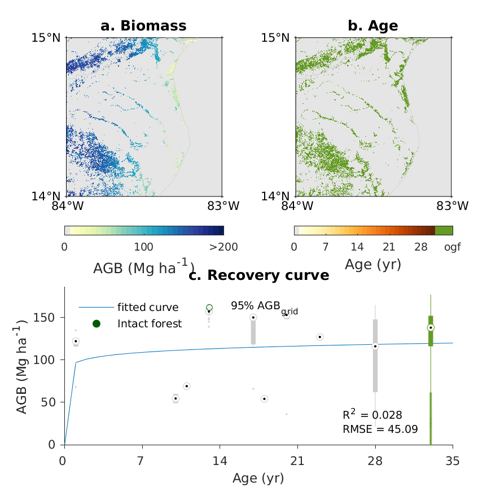 a. Biomass
b. Age
15°N
14°N
84°W
83°W
15°N
14°N
84°W
83°W
0 100 >200
AGB (Mg ha⁻¹)
0 7 14 21 28 ogf
Age (yr)
c. Recovery curve
fitted curve
Intact forest
95% AGB_grid
AGB (Mg ha⁻¹)
150
100
50
0
R² = 0.028
RMSE = 45.09
0 7 14 21 28 35
Age (yr)